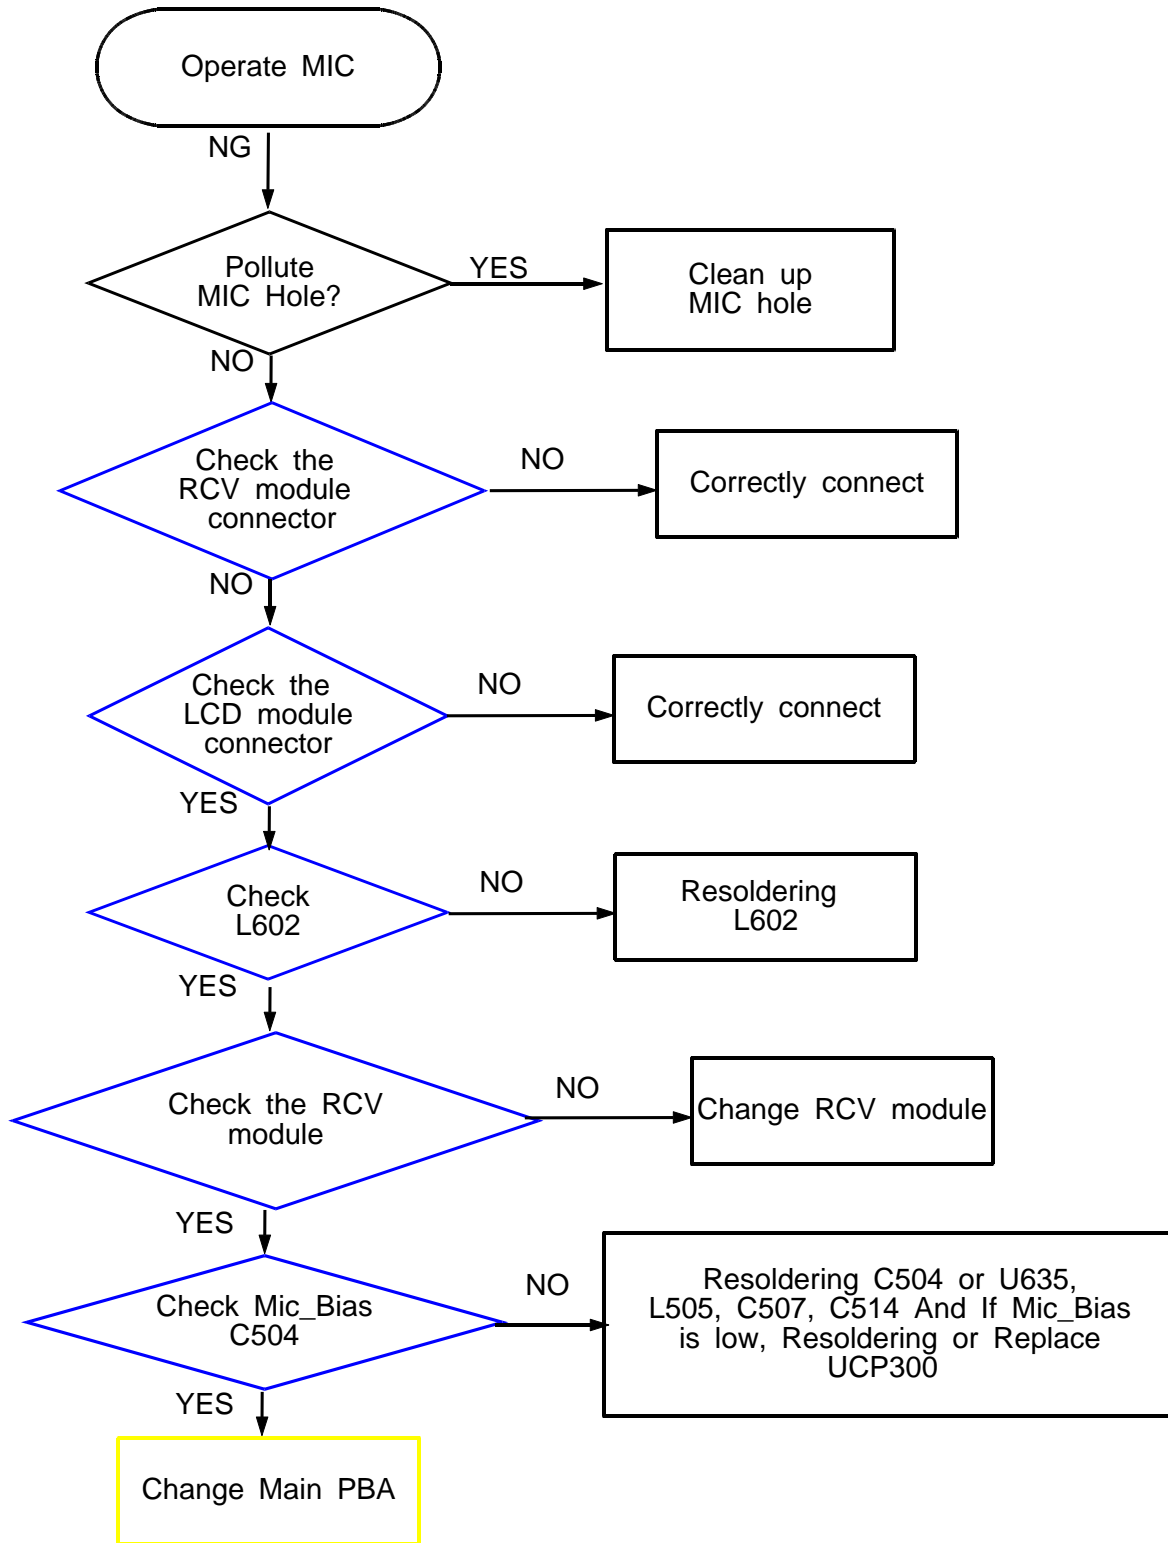 Operate MIC
NG
Pollute
MIC Hole?
YES
Clean up
MIC hole
NO
Check the
RCV module
connector
NO
Correctly connect
NO
Check the
LCD module
connector
NO
Correctly connect
YES
Check
L602
NO
Resoldering
L602
YES
Check the RCV
module
NO
Change RCV module
YES
Check Mic_Bias
C504
NO
Resoldering C504 or U635,
L505, C507, C514 And If Mic_Bias
is low, Resoldering or Replace
UCP300
YES
Change Main PBA